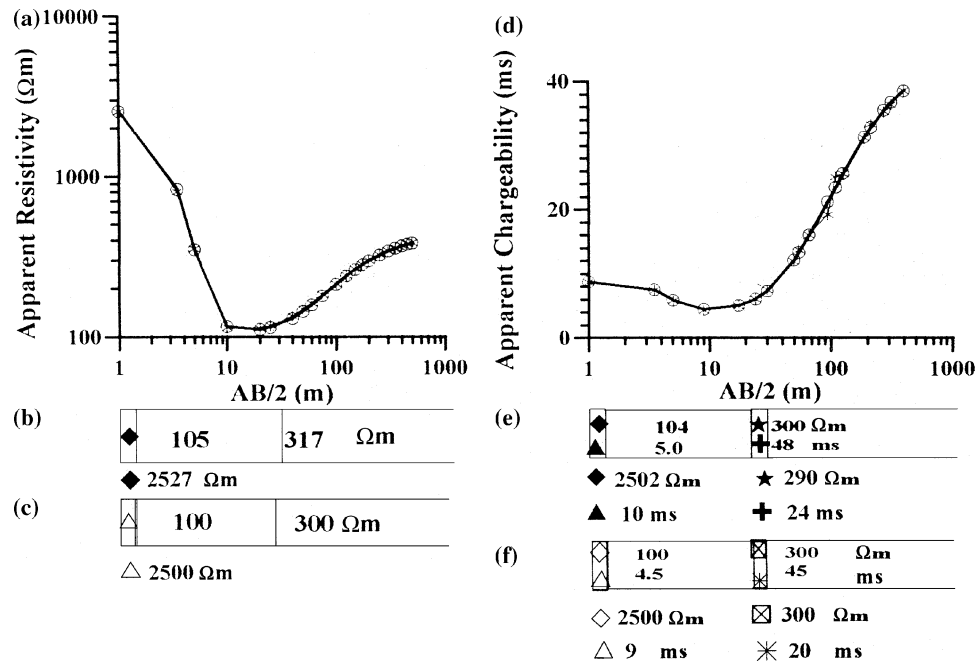 (a)
10000
1000
100
Apparent Resistivity (Ωm)
1 10 100 1000
AB/2 (m)
(b)
105 317 Ωm
2527 Ωm
(c)
100 300 Ωm
2500 Ωm
(d)
40
20
0
Apparent Chargeability (ms)
1 10 100 1000
AB/2 (m)
(e)
104 300 Ωm
5.0 48 ms
2502 Ωm 290 Ωm
10 ms 24 ms
(f)
100 300 Ωm
4.5 45 ms
2500 Ωm 300 Ωm
9 ms 20 ms